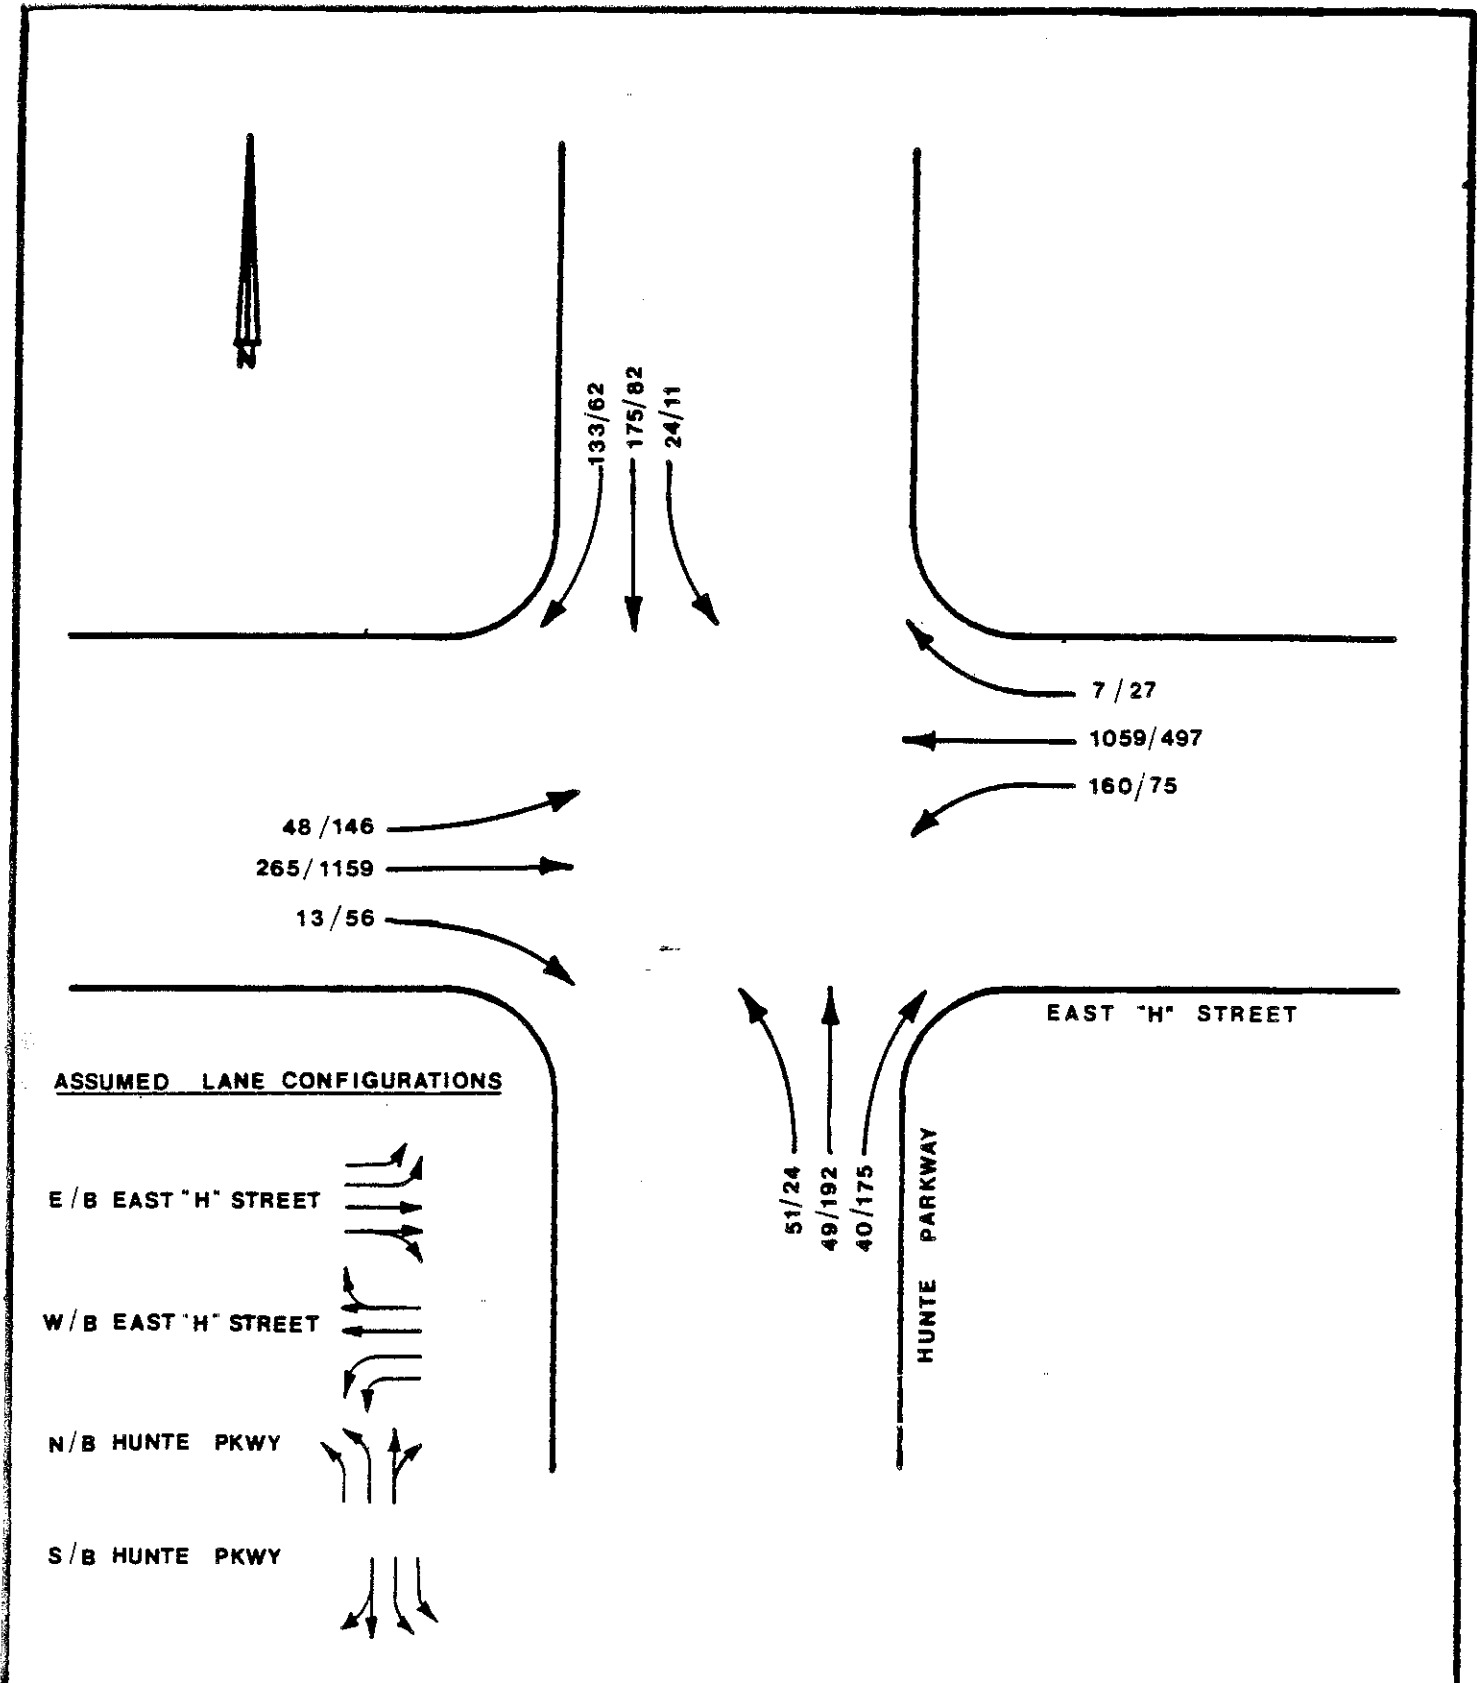 N
133/62
175/82
24/11
7/27
1059/497
160/75
48/146
265/1159
13/56
EAST "H" STREET
ASSUMED LANE CONFIGURATIONS
51/24
49/192
40/175
HUNTE PARKWAY
E/B EAST "H" STREET
W/B EAST "H" STREET
N/B HUNTE PKWY
S/B HUNTE PKWY